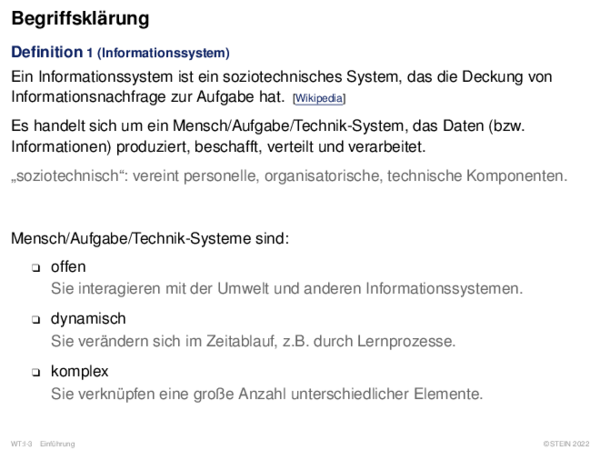 Begriffsklärung
Definition 1 (Informationssystem)
Ein Informationssystem ist ein soziotechnisches System, das die Deckung von
Informationsnachfrage zur Aufgabe hat. [Wikipedia]
Es handelt sich um ein Mensch/Aufgabe/Technik-System, das Daten (bzw.
Informationen) produziert, beschafft, verteilt und verarbeitet.
„soziotechnisch“: vereint personelle, organisatorische, technische Komponenten.
Mensch/Aufgabe/Technik-Systeme sind:
❑ offen
Sie interagieren mit der Umwelt und anderen Informationssystemen.
❑ dynamisch
Sie verändern sich im Zeitablauf, z.B. durch Lernprozesse.
❑ komplex
Sie verknüpfen eine große Anzahl unterschiedlicher Elemente.
WT:I-3 Einführung ©STEIN 2022